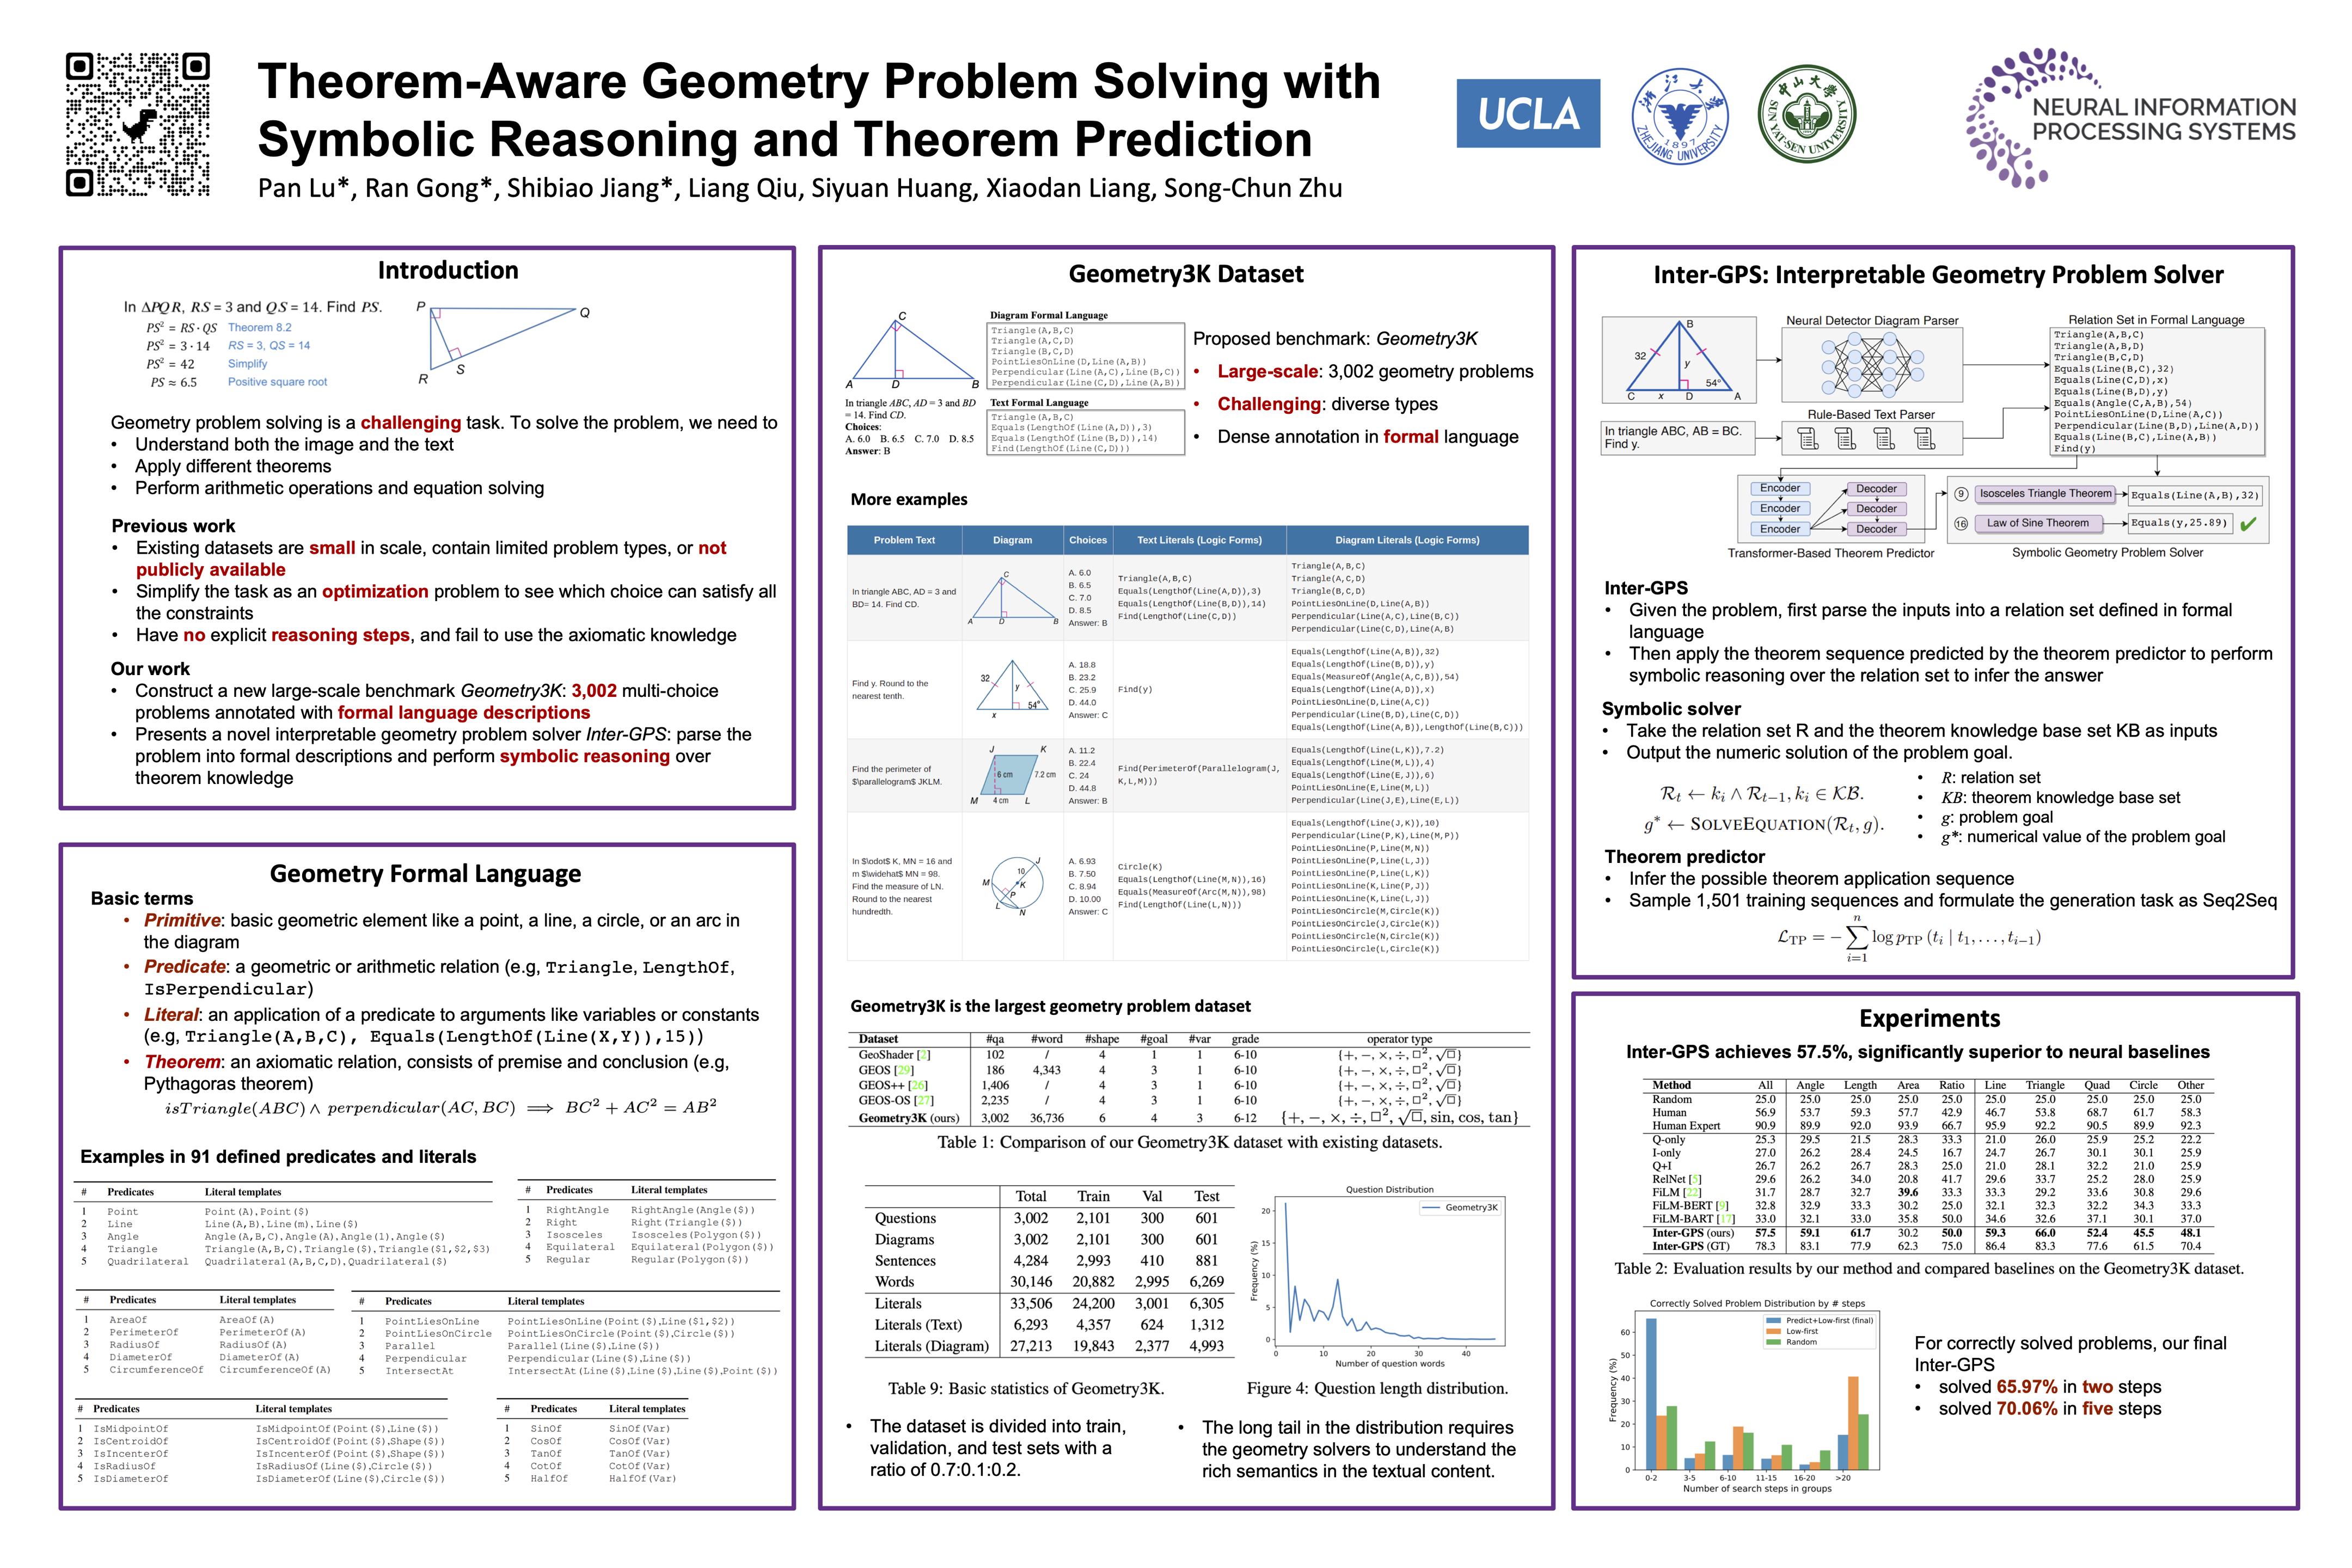 Theorem-Aware Geometry Problem Solving with
Symbolic Reasoning and Theorem Prediction
Pan Lu*, Ran Gong*, Shibiao Jiang*, Liang Qiu, Siyuan Huang, Xiaodan Liang, Song-Chun Zhu
UCLA
ZHEJIANG UNIVERSITY
1897
中山大學
SUN YAT-SEN UNIVERSITY
NEURAL INFORMATION
PROCESSING SYSTEMS
Introduction
In ΔPQR, RS = 3 and QS = 14. Find PS.
PS² = RS · QS Theorem 8.2
PS² = 3 · 14 RS = 3, QS = 14
PS² = 42 Simplify
PS ≈ 6.5 Positive square root
P
Q
R
S
Geometry problem solving is a challenging task. To solve the problem, we need to
• Understand both the image and the text
• Apply different theorems
• Perform arithmetic operations and equation solving
Previous work
• Existing datasets are small in scale, contain limited problem types, or not
publicly available
• Simplify the task as an optimization problem to see which choice can satisfy all
the constraints
• Have no explicit reasoning steps, and fail to use the axiomatic knowledge
Our work
• Construct a new large-scale benchmark Geometry3K: 3,002 multi-choice
problems annotated with formal language descriptions
• Presents a novel interpretable geometry problem solver Inter-GPS: parse the
problem into formal descriptions and perform symbolic reasoning over
theorem knowledge
Geometry Formal Language
Basic terms
• Primitive: basic geometric element like a point, a line, a circle, or an arc in
the diagram
• Predicate: a geometric or arithmetic relation (e.g, Triangle, LengthOf,
IsPerpendicular)
• Literal: an application of a predicate to arguments like variables or constants
(e.g, Triangle(A,B,C), Equals(LengthOf(Line(X,Y)),15))
• Theorem: an axiomatic relation, consists of premise and conclusion (e.g,
Pythagoras theorem)
isTriangle(ABC) ∧ perpendicular(AC, BC) ⟹ BC² + AC² = AB²
Examples in 91 defined predicates and literals
# Predicates Literal templates
1 Point Point(A),Point($)
2 Line Line(A,B),Line(m),Line($)
3 Angle Angle(A,B,C),Angle(A),Angle(1),Angle($)
4 Triangle Triangle(A,B,C),Triangle($),Triangle($1,$2,$3)
5 Quadrilateral Quadrilateral(A,B,C,D),Quadrilateral($)
# Predicates Literal templates
1 RightAngle RightAngle(Angle($))
2 Right Right(Triangle($))
3 Isosceles Isosceles(Polygon($))
4 Equilateral Equilateral(Polygon($))
5 Regular Regular(Polygon($))
# Predicates Literal templates
1 AreaOf AreaOf(A)
2 PerimeterOf PerimeterOf(A)
3 RadiusOf RadiusOf(A)
4 DiameterOf DiameterOf(A)
5 CircumferenceOf CircumferenceOf(A)
# Predicates Literal templates
1 PointLiesOnLine PointLiesOnLine(Point($),Line($1,$2))
2 PointLiesOnCircle PointLiesOnCircle(Point($),Circle($))
3 Parallel Parallel(Line($),Line($))
4 Perpendicular Perpendicular(Line($),Line($))
5 IntersectAt IntersectAt(Line($),Line($),Line($),Point($))
# Predicates Literal templates
1 IsMidpointOf IsMidpointOf(Point($),Line($))
2 IsCentroidOf IsCentroidOf(Point($),Shape($))
3 IsIncenterOf IsIncenterOf(Point($),Shape($))
4 IsRadiusOf IsRadiusOf(Line($),Circle($))
5 IsDiameterOf IsDiameterOf(Line($),Circle($))
# Predicates Literal templates
1 SinOf SinOf(Var)
2 CosOf CosOf(Var)
3 TanOf TanOf(Var)
4 CotOf CotOf(Var)
5 HalfOf HalfOf(Var)
Geometry3K Dataset
C
A D B
In triangle ABC, AD = 3 and BD
= 14. Find CD.
Choices:
A. 6.0 B. 6.5 C. 7.0 D. 8.5
Answer: B
Diagram Formal Language
Triangle(A,B,C)
Triangle(A,C,D)
Triangle(B,C,D)
PointLiesOnLine(D,Line(A,B))
Perpendicular(Line(A,C),Line(B,C))
Perpendicular(Line(C,D),Line(A,B))
Text Formal Language
Triangle(A,B,C)
Equals(LengthOf(Line(A,D)),3)
Equals(LengthOf(Line(B,D)),14)
Find(LengthOf(Line(C,D)))
Proposed benchmark: Geometry3K
• Large-scale: 3,002 geometry problems
• Challenging: diverse types
• Dense annotation in formal language
More examples
Problem Text Diagram Choices Text Literals (Logic Forms) Diagram Literals (Logic Forms)
In triangle ABC, AD = 3 and
BD= 14. Find CD.
C
A D B
A. 6.0
B. 6.5
C. 7.0
D. 8.5
Answer: B
Triangle(A,B,C)
Equals(LengthOf(Line(A,D)),3)
Equals(LengthOf(Line(B,D)),14)
Find(LengthOf(Line(C,D))
Triangle(A,B,C)
Triangle(A,C,D)
Triangle(B,C,D)
PointLiesOnLine(D,Line(A,B))
Perpendicular(Line(A,C),Line(B,C))
Perpendicular(Line(C,D),Line(A,B)
Find y. Round to the
nearest tenth.
32
y
54°
x
A. 18.8
B. 23.2
C. 25.9
D. 44.0
Answer: C
Find(y)
Equals(LengthOf(Line(A,B)),32)
Equals(LengthOf(Line(B,D)),y)
Equals(MeasureOf(Angle(A,C,B)),54)
Equals(LengthOf(Line(A,D)),x)
PointLiesOnLine(D,Line(A,C))
Perpendicular(Line(B,D),Line(C,D))
Equals(LengthOf(Line(A,B)),LengthOf(Line(B,C)))
Find the perimeter of
$\parallelogram$ JKLM.
J K
6 cm 7.2 cm
M 4 cm L
A. 11.2
B. 22.4
C. 24
D. 44.8
Answer: B
Find(PerimeterOf(Parallelogram(J,
K,L,M)))
Equals(LengthOf(Line(L,K)),7.2)
Equals(LengthOf(Line(M,L)),4)
Equals(LengthOf(Line(E,J)),6)
PointLiesOnLine(E,Line(M,L))
Perpendicular(Line(J,E),Line(E,L))
In $\odot$ K, MN = 16 and
m $\widehat$ MN = 98.
Find the measure of LN.
Round to the nearest
hundredth.
J
10
M K
P
L
N
A. 6.93
B. 7.50
C. 8.94
D. 10.00
Answer: C
Circle(K)
Equals(LengthOf(Line(M,N)),16)
Equals(MeasureOf(Arc(M,N)),98)
Find(LengthOf(Line(L,N)))
Equals(LengthOf(Line(J,K)),10)
Perpendicular(Line(P,K),Line(M,P))
PointLiesOnLine(P,Line(M,N))
PointLiesOnLine(P,Line(L,J))
PointLiesOnLine(P,Line(L,K))
PointLiesOnLine(K,Line(P,J))
PointLiesOnLine(K,Line(L,J))
PointLiesOnCircle(M,Circle(K))
PointLiesOnCircle(J,Circle(K))
PointLiesOnCircle(N,Circle(K))
PointLiesOnCircle(L,Circle(K))
Geometry3K is the largest geometry problem dataset
Dataset #qa #word #shape #goal #var grade operator type
GeoShader [2] 102 / 4 1 1 6-10 {+, −, ×, ÷, □², √□}
GEOS [29] 186 4,343 4 3 1 6-10 {+, −, ×, ÷, □², √□}
GEOS++ [26] 1,406 / 4 3 1 6-10 {+, −, ×, ÷, □², √□}
GEOS-OS [27] 2,235 / 4 3 1 6-10 {+, −, ×, ÷, □², √□}
Geometry3K (ours) 3,002 36,736 6 4 3 6-12 {+, −, ×, ÷, □², √□, sin, cos, tan}
Table 1: Comparison of our Geometry3K dataset with existing datasets.
Total Train Val Test
Questions 3,002 2,101 300 601
Diagrams 3,002 2,101 300 601
Sentences 4,284 2,993 410 881
Words 30,146 20,882 2,995 6,269
Literals 33,506 24,200 3,001 6,305
Literals (Text) 6,293 4,357 624 1,312
Literals (Diagram) 27,213 19,843 2,377 4,993
Table 9: Basic statistics of Geometry3K.
Question Distribution
Geometry3K
Frequency (%)
20
15
10
5
0
0 10 20 30 40
Number of question words
Figure 4: Question length distribution.
• The dataset is divided into train,
validation, and test sets with a
ratio of 0.7:0.1:0.2.
• The long tail in the distribution requires
the geometry solvers to understand the
rich semantics in the textual content.
Inter-GPS: Interpretable Geometry Problem Solver
B
32
y
54°
C x D A
In triangle ABC, AB = BC.
Find y.
Neural Detector Diagram Parser
Rule-Based Text Parser
Relation Set in Formal Language
Triangle(A,B,C)
Triangle(A,B,D)
Triangle(B,C,D)
Equals(Line(B,C),32)
Equals(Line(C,D),x)
Equals(Line(B,D),y)
Equals(Angle(C,A,B),54)
PointLiesOnLine(D,Line(A,C))
Perpendicular(Line(B,D),Line(A,D))
Equals(Line(B,C),Line(A,B))
Find(y)
Encoder Decoder
Encoder Decoder
Encoder Decoder
Transformer-Based Theorem Predictor
9 Isosceles Triangle Theorem Equals(Line(A,B),32)
16 Law of Sine Theorem Equals(y,25.89)
Symbolic Geometry Problem Solver
Inter-GPS
• Given the problem, first parse the inputs into a relation set defined in formal
language
• Then apply the theorem sequence predicted by the theorem predictor to perform
symbolic reasoning over the relation set to infer the answer
Symbolic solver
• Take the relation set R and the theorem knowledge base set KB as inputs
• Output the numeric solution of the problem goal.
ℛ_t ← k_i ∧ ℛ_{t−1}, k_i ∈ 𝒦ℬ.
g* ← SOLVEEQUATION(ℛ_t, g).
• R: relation set
• KB: theorem knowledge base set
• g: problem goal
• g*: numerical value of the problem goal
Theorem predictor
• Infer the possible theorem application sequence
• Sample 1,501 training sequences and formulate the generation task as Seq2Seq
ℒ_TP = − ∑_{i=1}^{n} log p_TP (t_i | t_1, . . . , t_{i−1})
Experiments
Inter-GPS achieves 57.5%, significantly superior to neural baselines
Method All Angle Length Area Ratio Line Triangle Quad Circle Other
Random 25.0 25.0 25.0 25.0 25.0 25.0 25.0 25.0 25.0 25.0
Human 56.9 53.7 59.3 57.7 42.9 46.7 53.8 68.7 61.7 58.3
Human Expert 90.9 89.9 92.0 93.9 66.7 95.9 92.2 90.5 89.9 92.3
Q-only 25.3 29.5 21.5 28.3 33.3 21.0 26.0 25.9 25.2 22.2
I-only 27.0 26.2 28.4 24.5 16.7 24.7 26.7 30.1 30.1 25.9
Q+I 26.7 26.2 26.7 28.3 25.0 21.0 28.1 32.2 21.0 25.9
RelNet [5] 29.6 26.2 34.0 20.8 41.7 29.6 33.7 25.2 28.0 25.9
FiLM [22] 31.7 28.7 32.7 39.6 33.3 33.3 29.2 33.6 30.8 29.6
FiLM-BERT [9] 32.8 32.9 33.3 30.2 25.0 32.1 32.3 32.2 34.3 33.3
FiLM-BART [17] 33.0 32.1 33.0 35.8 50.0 34.6 32.6 37.1 30.1 37.0
Inter-GPS (ours) 57.5 59.1 61.7 30.2 50.0 59.3 66.0 52.4 45.5 48.1
Inter-GPS (GT) 78.3 83.1 77.9 62.3 75.0 86.4 83.3 77.6 61.5 70.4
Table 2: Evaluation results by our method and compared baselines on the Geometry3K dataset.
Correctly Solved Problem Distribution by # steps
Predict+Low-first (final)
Low-first
Random
Frequency (%)
60
50
40
30
20
10
0
0-2 3-5 6-10 11-15 16-20 >20
Number of search steps in groups
For correctly solved problems, our final
Inter-GPS
• solved 65.97% in two steps
• solved 70.06% in five steps